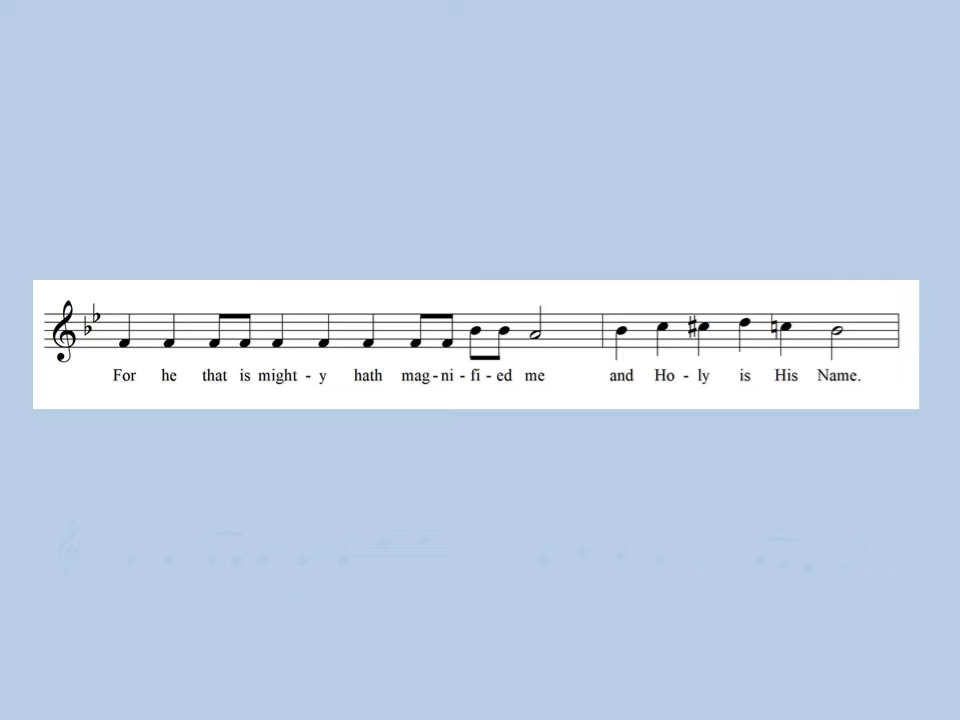 For he that is might - y hath mag - ni - fi - ed me and Ho - ly is His Name.